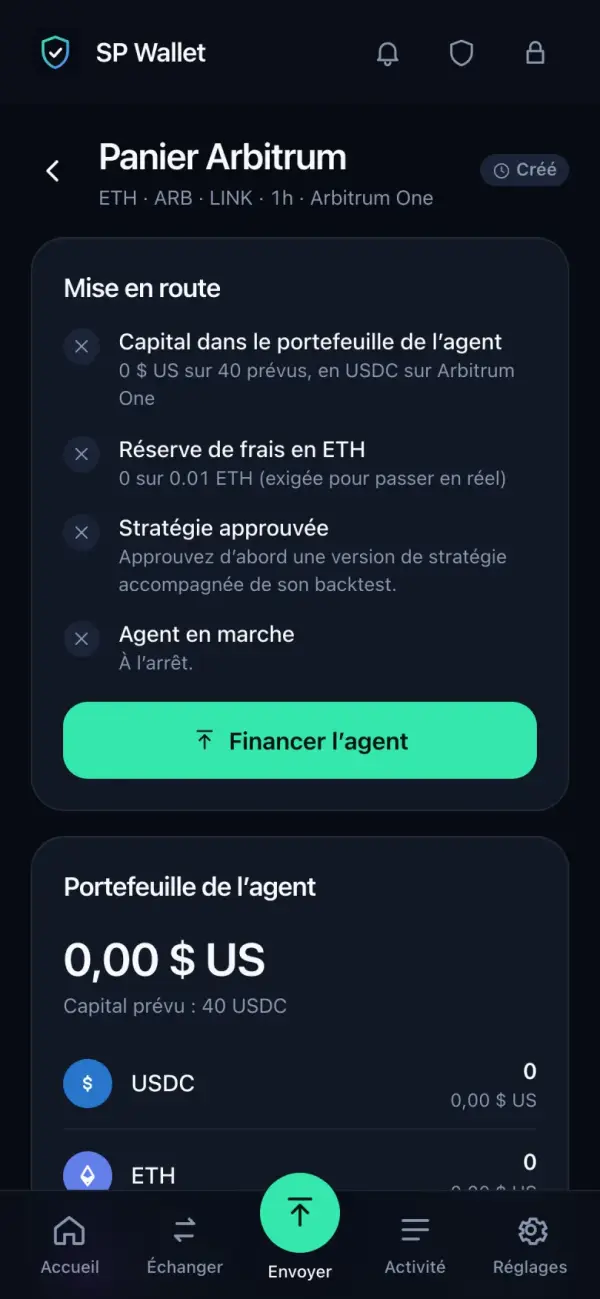 SP Wallet
Panier Arbitrum
Créé
ETH · ARB · LINK · 1h · Arbitrum One
Mise en route
Capital dans le portefeuille de l’agent
0 $ US sur 40 prévus, en USDC sur Arbitrum
One
Réserve de frais en ETH
0 sur 0.01 ETH (exigée pour passer en réel)
Stratégie approuvée
Approuvez d’abord une version de stratégie
accompagnée de son backtest.
Agent en marche
À l’arrêt.
Financer l’agent
Portefeuille de l’agent
0,00 $ US
Capital prévu : 40 USDC
$ USDC 0
0,00 $ US
ETH 0
Accueil
Échanger
Envoyer
Activité
Réglages